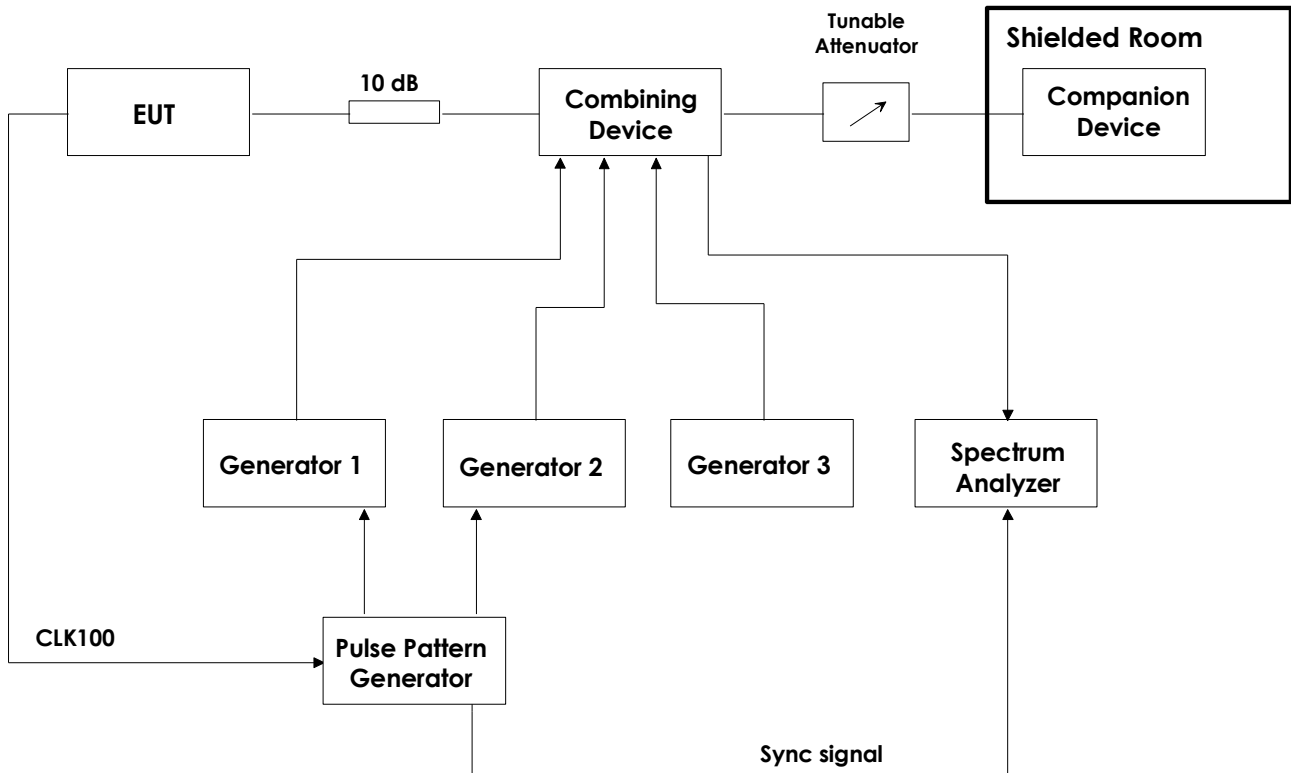 Tunable
Attenuator
Shielded Room
EUT
10 dB
Combining
Device
Companion
Device
Generator 1
Generator 2
Generator 3
Spectrum
Analyzer
CLK100
Pulse Pattern
Generator
Sync signal